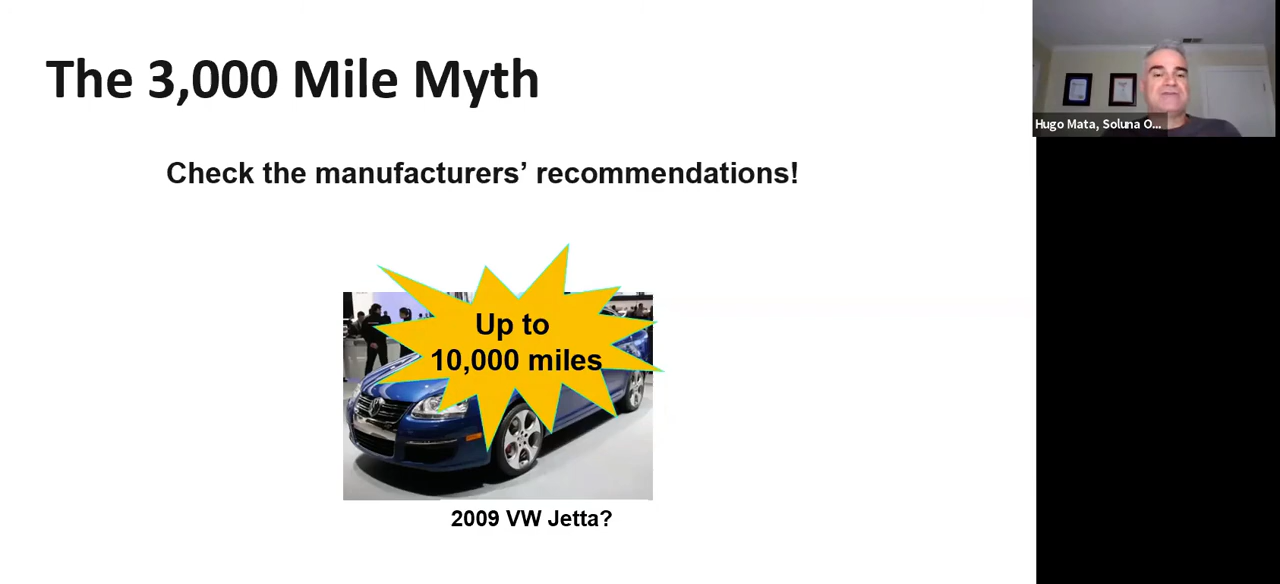 The 3,000 Mile Myth
Check the manufacturers’ recommendations!
Up to
10,000 miles
2009 VW Jetta?
Hugo Mata, Soluna O...